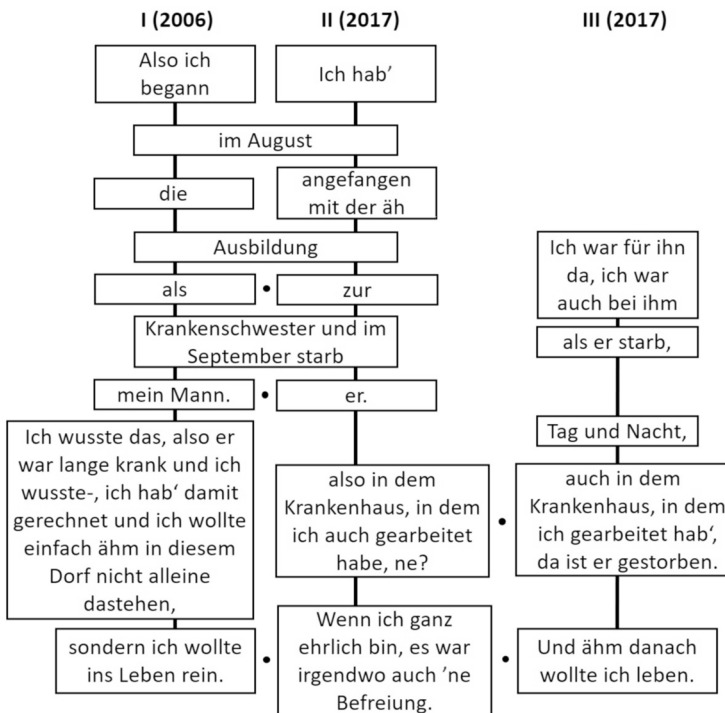 I (2006) II (2017) III (2017)
Also ich
begann
Ich hab’
im August
die
angefangen
mit der äh
Ausbildung
als • zur
Krankenschwester und im
September starb
mein Mann. • er.
Ich wusste das, also er
war lange krank und ich
wusste-, ich hab‘ damit
gerechnet und ich wollte
einfach ähm in diesem
Dorf nicht alleine
dastehen,
sondern ich wollte
ins Leben rein.
also in dem
Krankenhaus, in dem
ich auch gearbeitet
habe, ne?
Wenn ich ganz
ehrlich bin, es war
irgendwo auch ’ne
Befreiung.
Ich war für ihn
da, ich war
auch bei ihm
als er starb,
Tag und Nacht,
auch in dem
Krankenhaus, in dem
ich gearbeitet hab‘,
da ist er gestorben.
Und ähm danach
wollte ich leben.